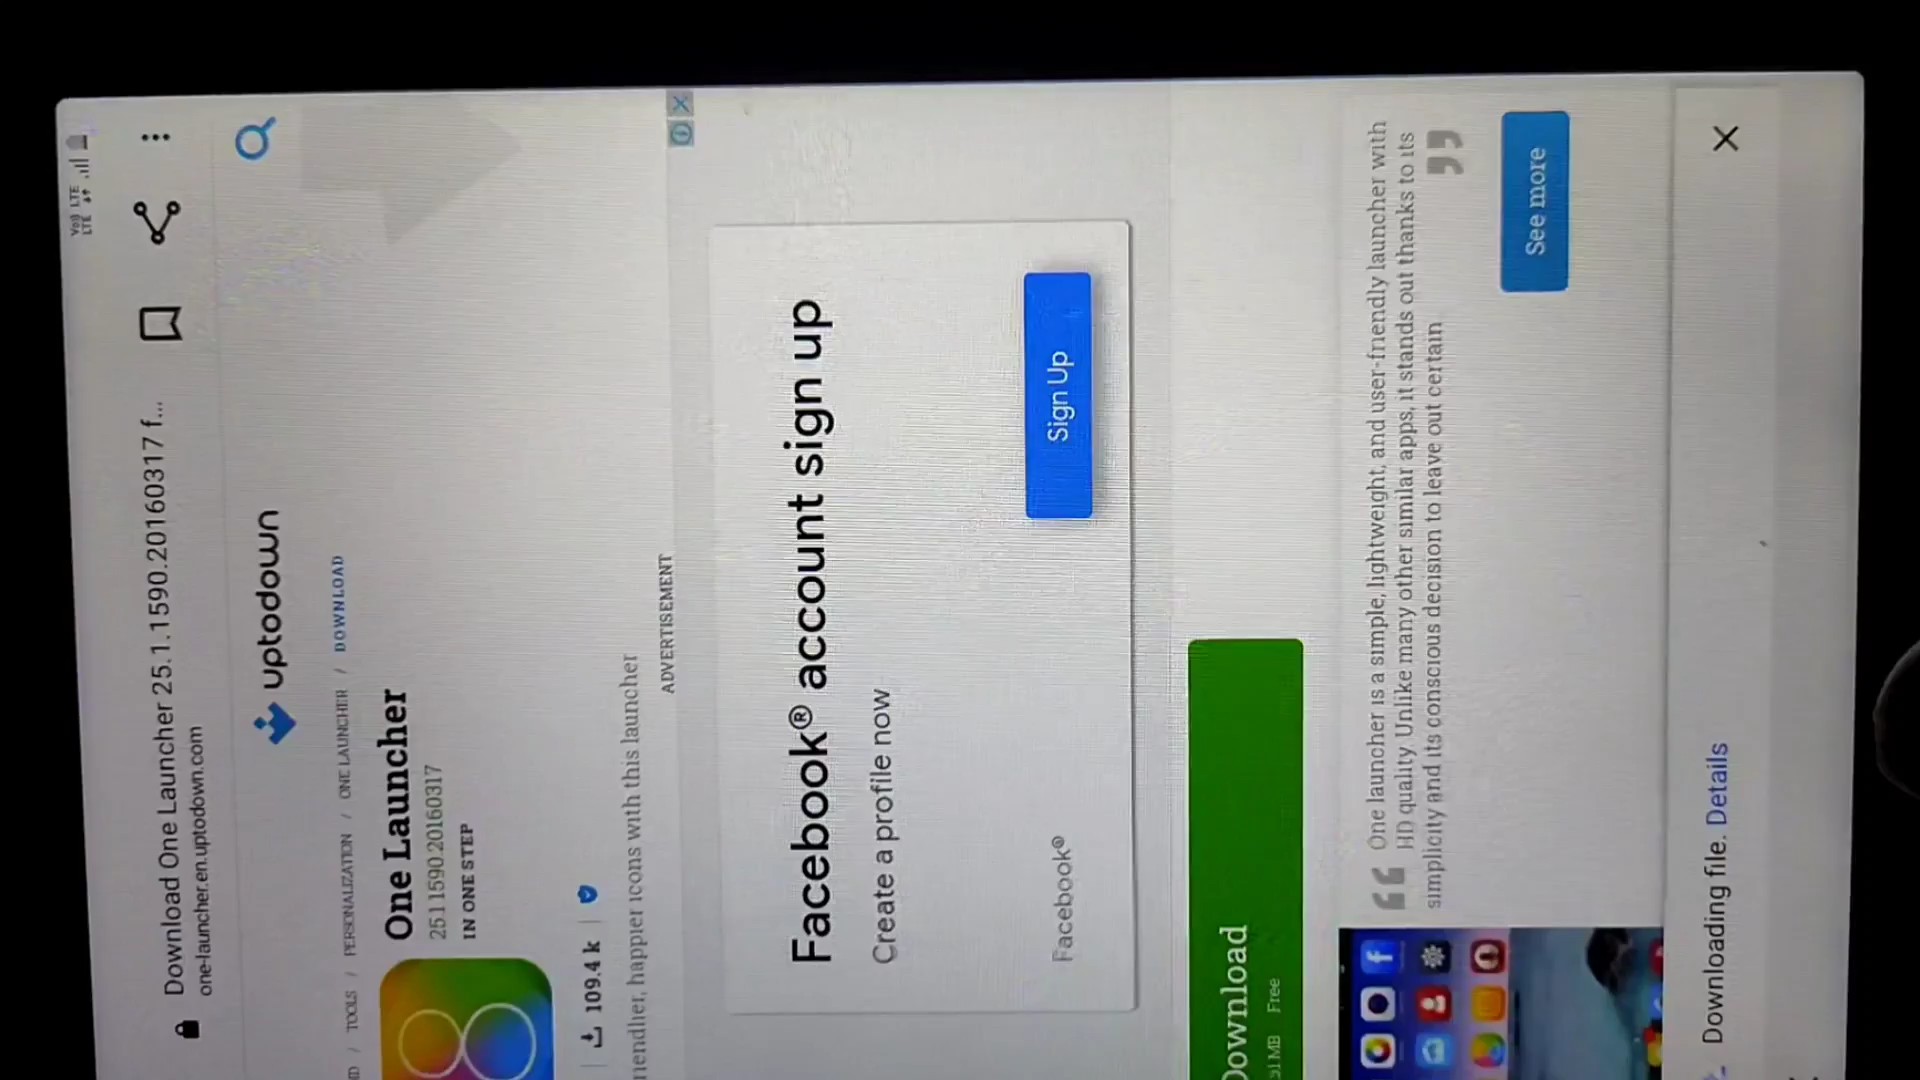 Vo)) LTE
LTE
Download One Launcher 25.1.1590.20160317 f...
one-launcher.en.uptodown.com
uptodown
/ TOOLS / PERSONALIZATION / ONE LAUNCHER / DOWNLOAD
One Launcher
25.1.1590.20160317
IN ONE STEP
109.4 k
happier icons with this launcher
ADVERTISEMENT
Facebook® account sign up
Create a profile now
Facebook®
Sign Up
Download
MB Free
One launcher is a simple, lightweight, and user-friendly launcher with
HD quality. Unlike many other similar apps, it stands out thanks to its
simplicity and its conscious decision to leave out certain
See more
Downloading file. Details